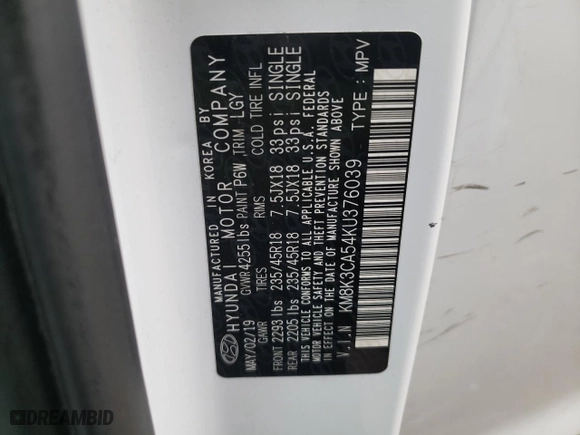 MANUFACTURED IN KOREA BY
HYUNDAI MOTOR COMPANY
MAY/02/19 GVWR 4255 lbs PAINT P6W ,TRIM LGY
GAWR TIRES RIMS COLD TIRE INFL
FRONT 2293 lbs 235/45R18 7.5JX18 33psi SINGLE
REAR 2205 lbs 235/45R18 7.5JX18 33psi SINGLE
THIS VEHICLE CONFORMS TO ALL APPLICABLE U.S.A. FEDERAL
MOTOR VEHICLE SAFETY, BUMPER, AND THEFT PREVENTION STANDARDS
IN EFFECT ON THE DATE OF MANUFACTURE SHOWN ABOVE
V.I.N KM8K3CA54KU376039 TYPE : MPV
DREAMBID